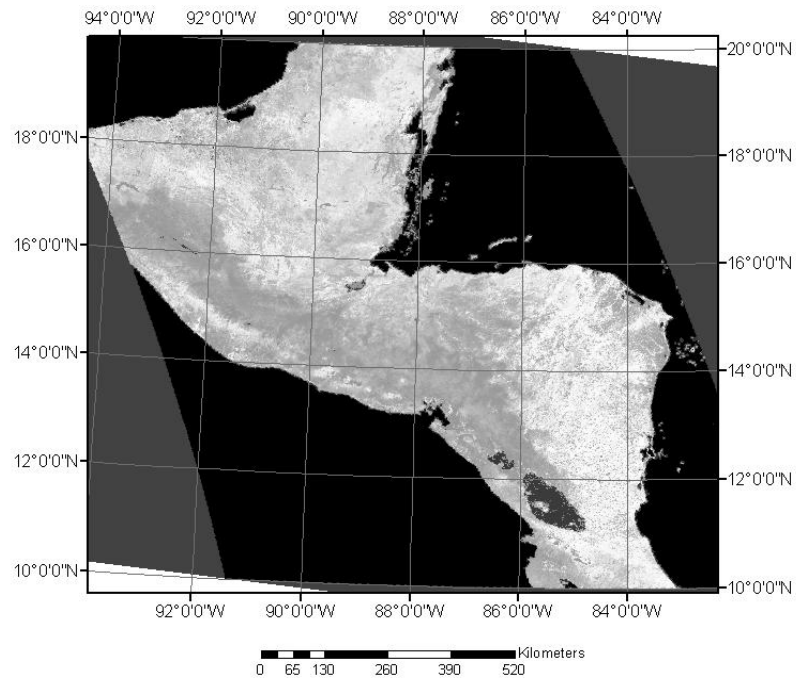 94°0'0"W 92°0'0"W 90°0'0"W 88°0'0"W 86°0'0"W 84°0'0"W
20°0'0"N
18°0'0"N 18°0'0"N
16°0'0"N 16°0'0"N
14°0'0"N 14°0'0"N
12°0'0"N 12°0'0"N
10°0'0"N 10°0'0"N
92°0'0"W 90°0'0"W 88°0'0"W 86°0'0"W 84°0'0"W
Kilometers
0 65 130 260 390 520